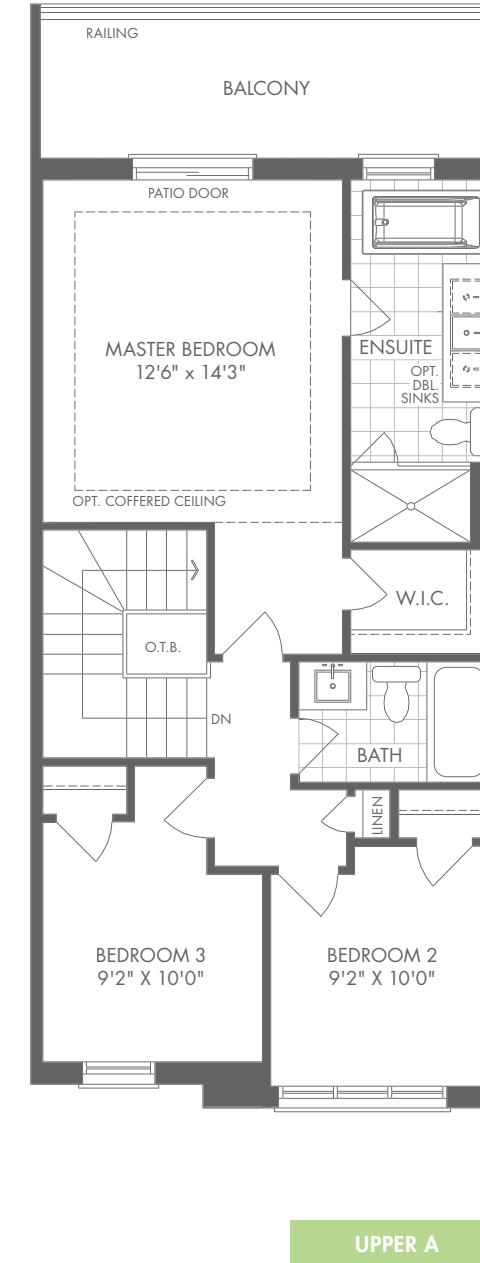 RAILING
BALCONY
PATIO DOOR
MASTER BEDROOM
12'6" x 14'3"
ENSUITE
OPT.
DBL.
SINKS
OPT. COFFERED CEILING
W.I.C.
O.T.B.
DN
BATH
LINEN
BEDROOM 3
9'2" X 10'0"
BEDROOM 2
9'2" X 10'0"
UPPER A